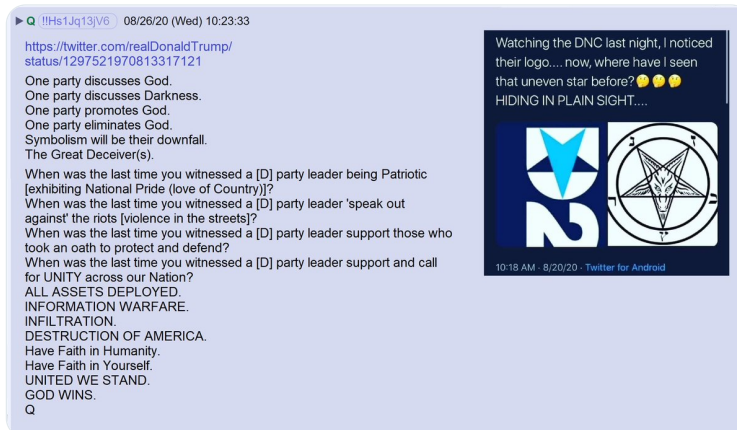 ▶ Q !!Hs1Jq13jV6 08/26/20 (Wed) 10:23:33
https://twitter.com/realDonaldTrump/
status/1297521970813317121
One party discusses God.
One party discusses Darkness.
One party promotes God.
One party eliminates God.
Symbolism will be their downfall.
The Great Deceiver(s).
When was the last time you witnessed a [D] party leader being Patriotic
[exhibiting National Pride (love of Country)]?
When was the last time you witnessed a [D] party leader 'speak out
against' the riots [violence in the streets]?
When was the last time you witnessed a [D] party leader support those who
took an oath to protect and defend?
When was the last time you witnessed a [D] party leader support and call
for UNITY across our Nation?
ALL ASSETS DEPLOYED.
INFORMATION WARFARE.
INFILTRATION.
DESTRUCTION OF AMERICA.
Have Faith in Humanity.
Have Faith in Yourself.
UNITED WE STAND.
GOD WINS.
Q
Watching the DNC last night, I noticed
their logo.... now, where have I seen
that uneven star before?🤔🤔🤔
HIDING IN PLAIN SIGHT....
10:18 AM · 8/20/20 · Twitter for Android